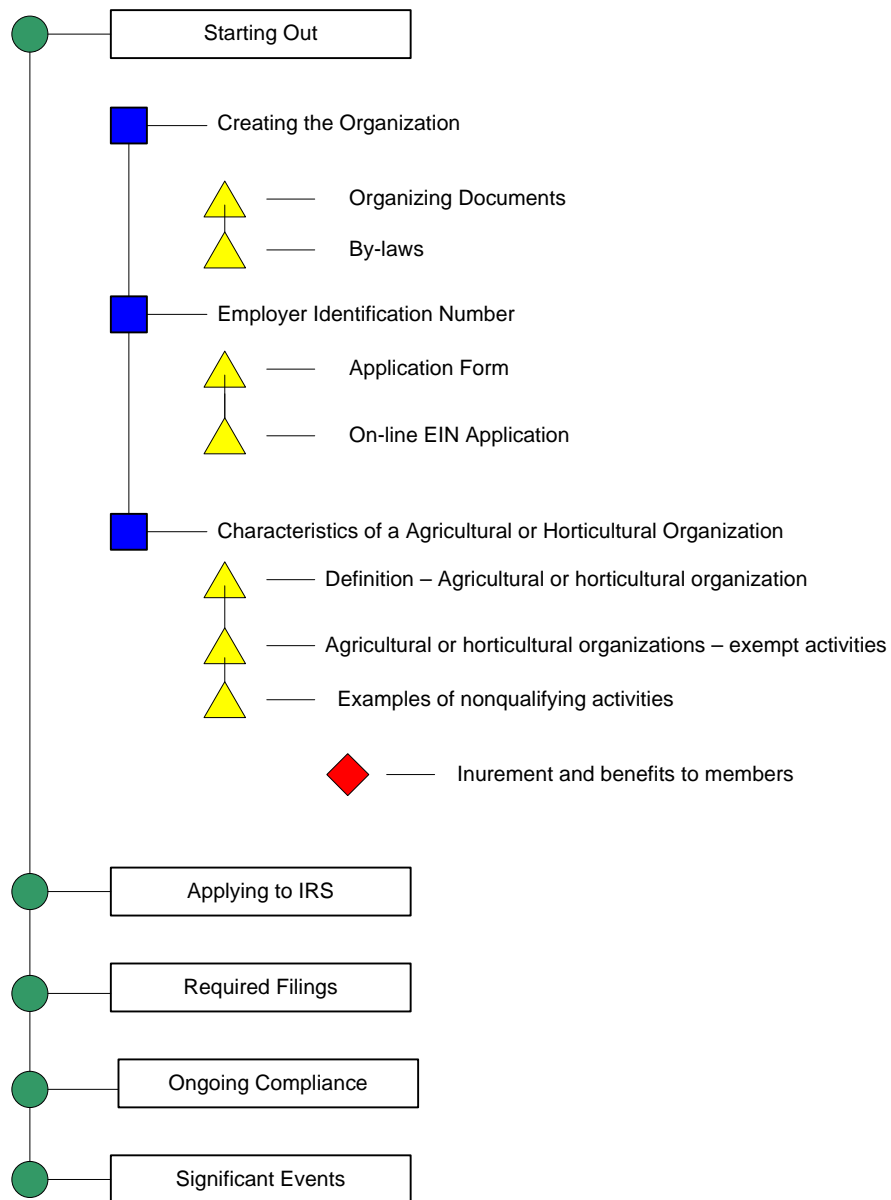 Starting Out
Creating the Organization
Organizing Documents
By-laws
Employer Identification Number
Application Form
On-line EIN Application
Characteristics of a Agricultural or Horticultural Organization
Definition – Agricultural or horticultural organization
Agricultural or horticultural organizations – exempt activities
Examples of nonqualifying activities
Inurement and benefits to members
Applying to IRS
Required Filings
Ongoing Compliance
Significant Events